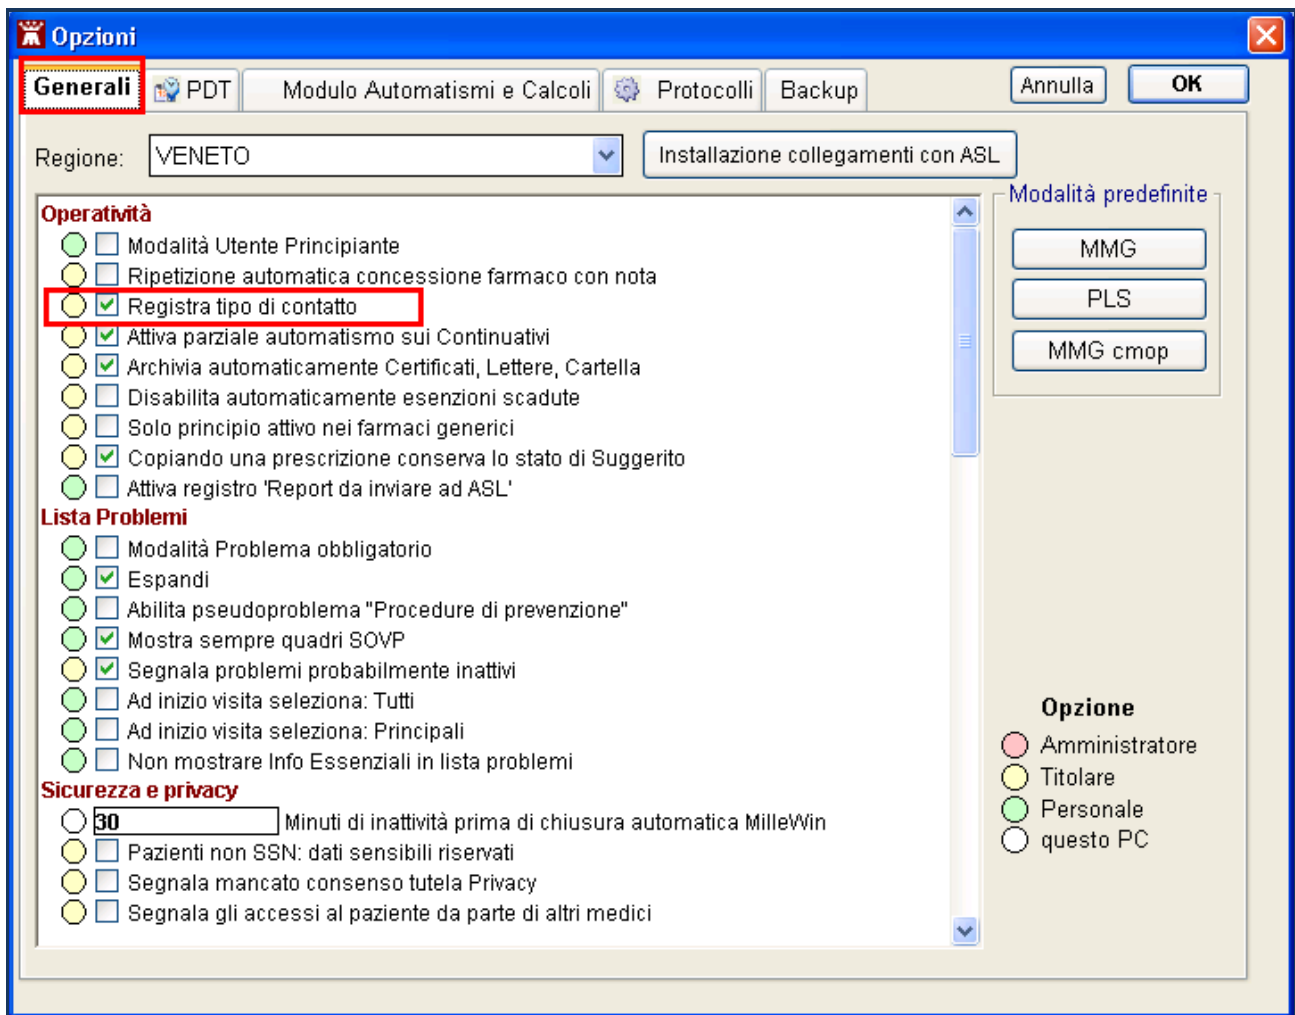 Opzioni
Generali PDT Modulo Automatismi e Calcoli Protocolli Backup Annulla OK
Regione: VENETO Installazione collegamenti con ASL
Modalità predefinite
MMG
PLS
MMG cmop
Operatività
Modalità Utente Principiante
Ripetizione automatica concessione farmaco con nota
Registra tipo di contatto
Attiva parziale automatismo sui Continuativi
Archivia automaticamente Certificati, Lettere, Cartella
Disabilita automaticamente esenzioni scadute
Solo principio attivo nei farmaci generici
Copiando una prescrizione conserva lo stato di Suggerito
Attiva registro 'Report da inviare ad ASL'
Lista Problemi
Modalità Problema obbligatorio
Espandi
Abilita pseudoproblema "Procedure di prevenzione"
Mostra sempre quadri SOVP
Segnala problemi probabilmente inattivi
Ad inizio visita seleziona: Tutti
Ad inizio visita seleziona: Principali
Non mostrare Info Essenziali in lista problemi
Sicurezza e privacy
30 Minuti di inattività prima di chiusura automatica MilleWin
Pazienti non SSN: dati sensibili riservati
Segnala mancato consenso tutela Privacy
Segnala gli accessi al paziente da parte di altri medici
Opzione
Amministratore
Titolare
Personale
questo PC